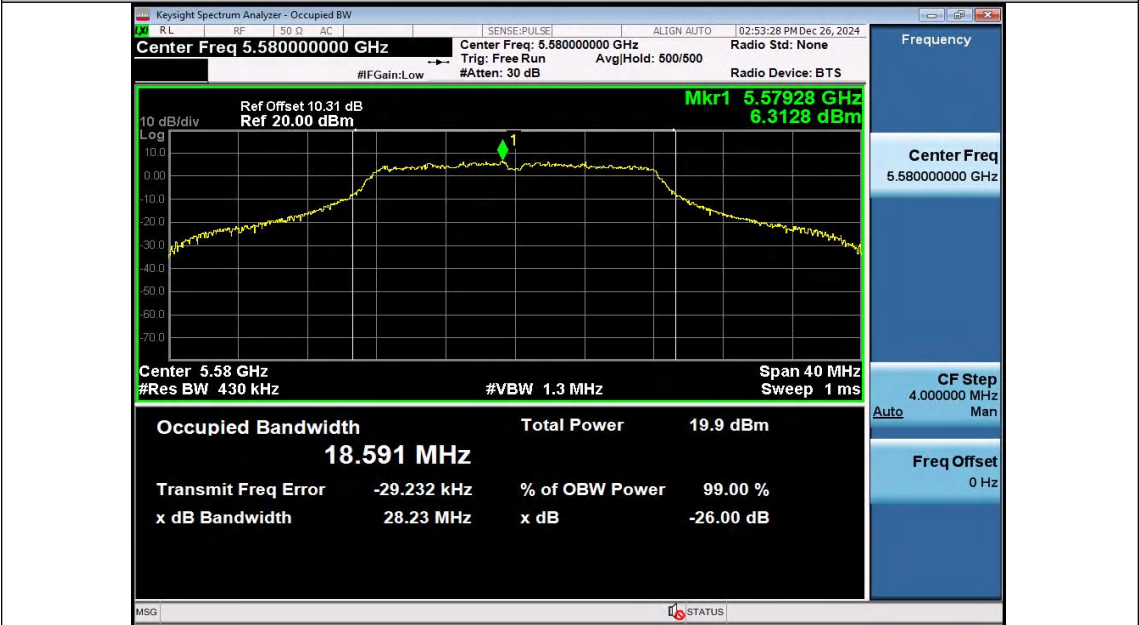 Keysight Spectrum Analyzer - Occupied BW
LXI RL RF 50 Ω AC SENSE:PULSE ALIGN AUTO 02:53:28 PM Dec 26, 2024
Center Freq 5.580000000 GHz Center Freq: 5.580000000 GHz Radio Std: None
Trig: Free Run Avg|Hold: 500/500
#IFGain:Low #Atten: 30 dB Radio Device: BTS
Frequency
Mkr1 5.57928 GHz
6.3128 dBm
Ref Offset 10.31 dB
10 dB/div Ref 20.00 dBm
Log
1
10.0
0.00
-10.0
-20.0
-30.0
-40.0
-50.0
-60.0
-70.0
Center 5.58 GHz Span 40 MHz
#Res BW 430 kHz #VBW 1.3 MHz Sweep 1 ms
Center Freq
5.580000000 GHz
CF Step
4.000000 MHz
Auto Man
Freq Offset
0 Hz
Occupied Bandwidth Total Power 19.9 dBm
18.591 MHz
Transmit Freq Error -29.232 kHz % of OBW Power 99.00 %
x dB Bandwidth 28.23 MHz x dB -26.00 dB
MSG STATUS